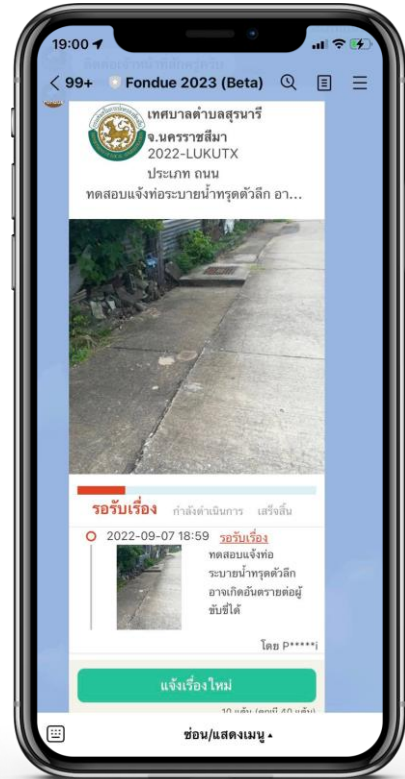 19:00
99+ Fondue 2023 (Beta)
เทศบาลตำบลสุรนารี
จ.นครราชสีมา
2022-LUKUTX
ประเภท ถนน
ทดสอบแจ้งท่อระบายน้ำทรุดตัวลึก อา...
รอรับเรื่อง กำลังดำเนินการ เสร็จสิ้น
2022-09-07 18:59 รอรับเรื่อง
ทดสอบแจ้งท่อ
ระบายน้ำทรุดตัวลึก
อาจเกิดอันตรายต่อผู้
ขับขี่ได้
โดย P*****i
แจ้งเรื่องใหม่
ซ่อน/แสดงเมนู